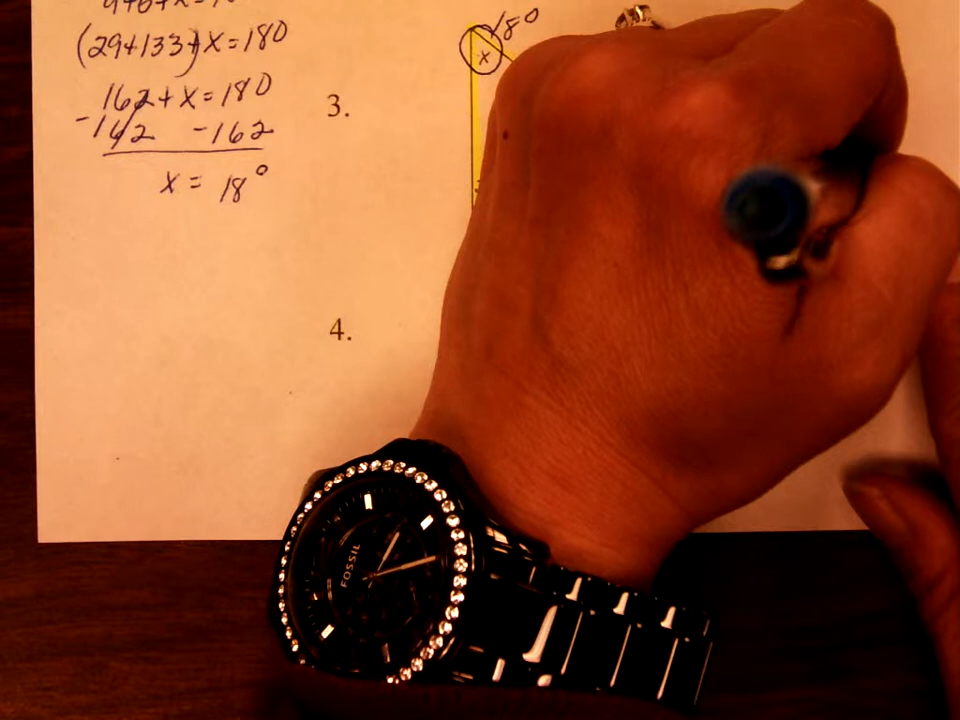 (29+133)+x=180
162+x=180
-162 -162
x = 18°
3.
18°
x
4.
FOSSIL